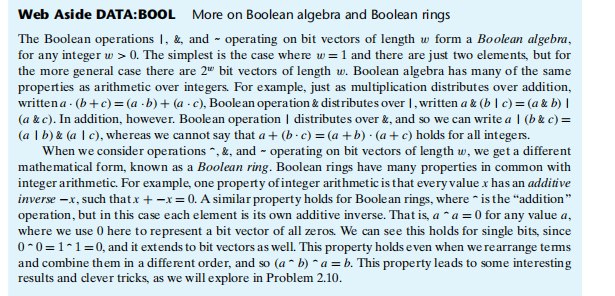 Web Aside DATA:BOOL More on Boolean algebra and Boolean rings
The Boolean operations |, &, and ~ operating on bit vectors of length w form a Boolean algebra,
for any integer w > 0. The simplest is the case where w = 1 and there are just two elements, but for
the more general case there are 2^w bit vectors of length w. Boolean algebra has many of the same
properties as arithmetic over integers. For example, just as multiplication distributes over addition,
written a · (b + c) = (a · b) + (a · c), Boolean operation & distributes over |, written a & (b | c) = (a & b) |
(a & c). In addition, however. Boolean operation | distributes over &, and so we can write a | (b & c) =
(a | b) & (a | c), whereas we cannot say that a + (b · c) = (a + b) · (a + c) holds for all integers.
When we consider operations ^, &, and ~ operating on bit vectors of length w, we get a different
mathematical form, known as a Boolean ring. Boolean rings have many properties in common with
integer arithmetic. For example, one property of integer arithmetic is that every value x has an additive
inverse −x, such that x + −x = 0. A similar property holds for Boolean rings, where ^ is the “addition”
operation, but in this case each element is its own additive inverse. That is, a ^ a = 0 for any value a,
where we use 0 here to represent a bit vector of all zeros. We can see this holds for single bits, since
0 ^ 0 = 1 ^ 1 = 0, and it extends to bit vectors as well. This property holds even when we rearrange terms
and combine them in a different order, and so (a ^ b) ^ a = b. This property leads to some interesting
results and clever tricks, as we will explore in Problem 2.10.